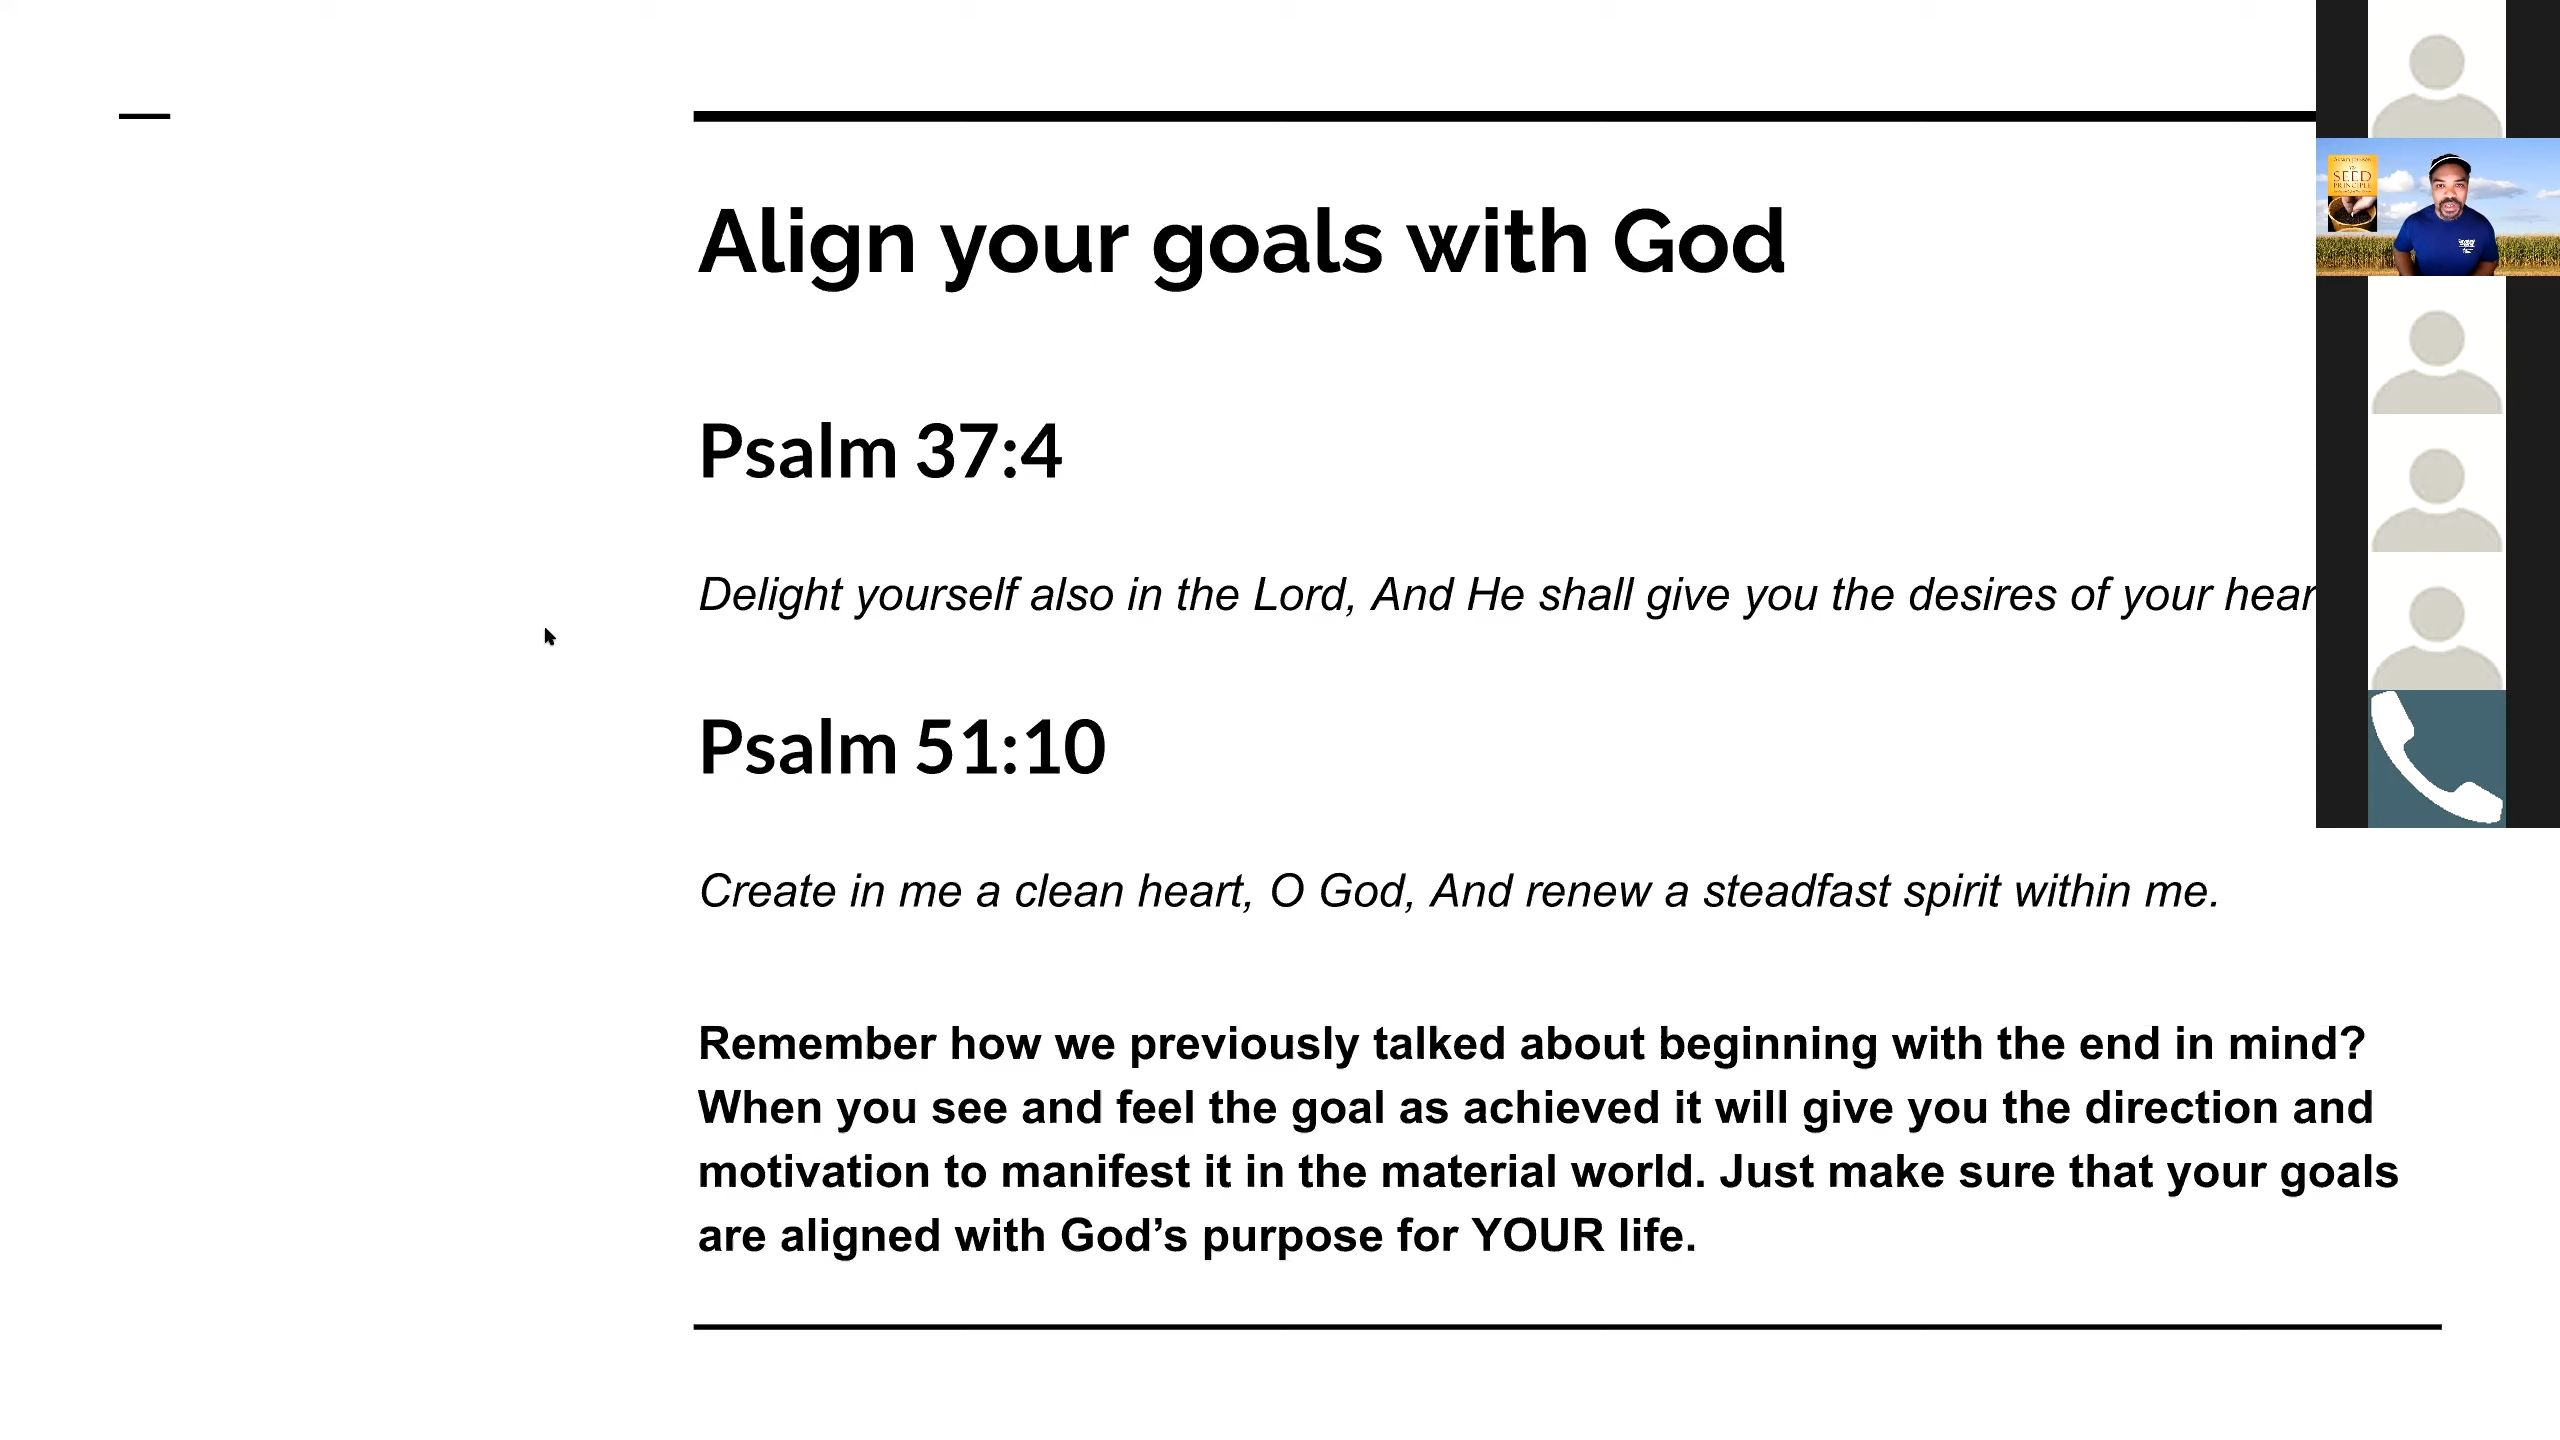 Align your goals with God
Psalm 37:4
Delight yourself also in the Lord, And He shall give you the desires of your hear
Psalm 51:10
Create in me a clean heart, O God, And renew a steadfast spirit within me.
Remember how we previously talked about beginning with the end in mind?
When you see and feel the goal as achieved it will give you the direction and
motivation to manifest it in the material world. Just make sure that your goals
are aligned with God’s purpose for YOUR life.
SEED
PRINCIPLE